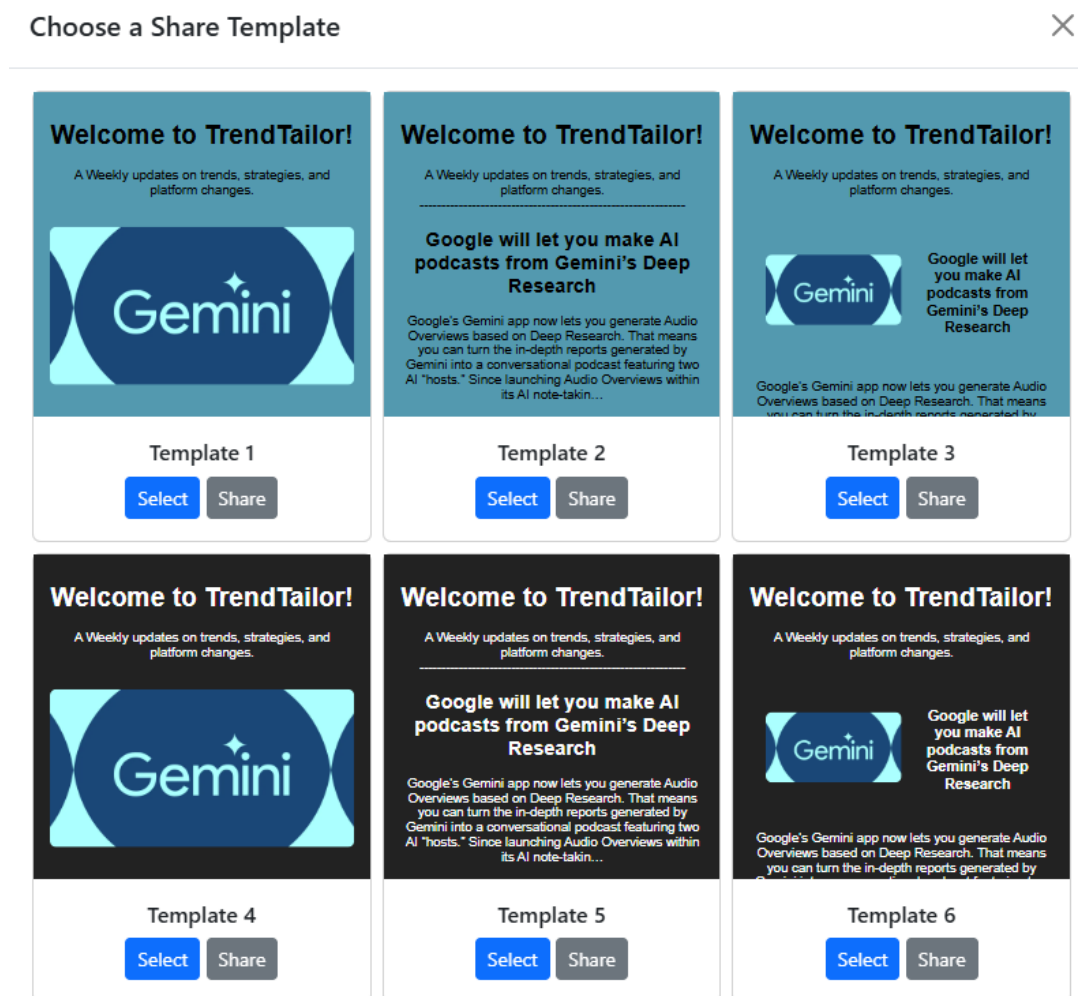 Choose a Share Template
Welcome to TrendTailor!
A Weekly updates on trends, strategies, and
platform changes.
Gemini
Template 1
Select
Share
Welcome to TrendTailor!
A Weekly updates on trends, strategies, and
platform changes.
------------------------------------------------------------------
Google will let you make AI
podcasts from Gemini’s Deep
Research
Google’s Gemini app now lets you generate Audio
Overviews based on Deep Research. That means
you can turn the in-depth reports generated by
Gemini into a conversational podcast featuring two
AI “hosts.” Since launching Audio Overviews within
its AI note-takin…
Template 2
Select
Share
Welcome to TrendTailor!
A Weekly updates on trends, strategies, and
platform changes.
Gemini
Google will let
you make AI
podcasts from
Gemini’s Deep
Research
Google’s Gemini app now lets you generate Audio
Overviews based on Deep Research. That means
you can turn the in-depth reports generated by
Template 3
Select
Share
Welcome to TrendTailor!
A Weekly updates on trends, strategies, and
platform changes.
Gemini
Template 4
Select
Share
Welcome to TrendTailor!
A Weekly updates on trends, strategies, and
platform changes.
------------------------------------------------------------------
Google will let you make AI
podcasts from Gemini’s Deep
Research
Google’s Gemini app now lets you generate Audio
Overviews based on Deep Research. That means
you can turn the in-depth reports generated by
Gemini into a conversational podcast featuring two
AI “hosts.” Since launching Audio Overviews within
its AI note-takin…
Template 5
Select
Share
Welcome to TrendTailor!
A Weekly updates on trends, strategies, and
platform changes.
Gemini
Google will let
you make AI
podcasts from
Gemini’s Deep
Research
Google’s Gemini app now lets you generate Audio
Overviews based on Deep Research. That means
you can turn the in-depth reports generated by
Template 6
Select
Share